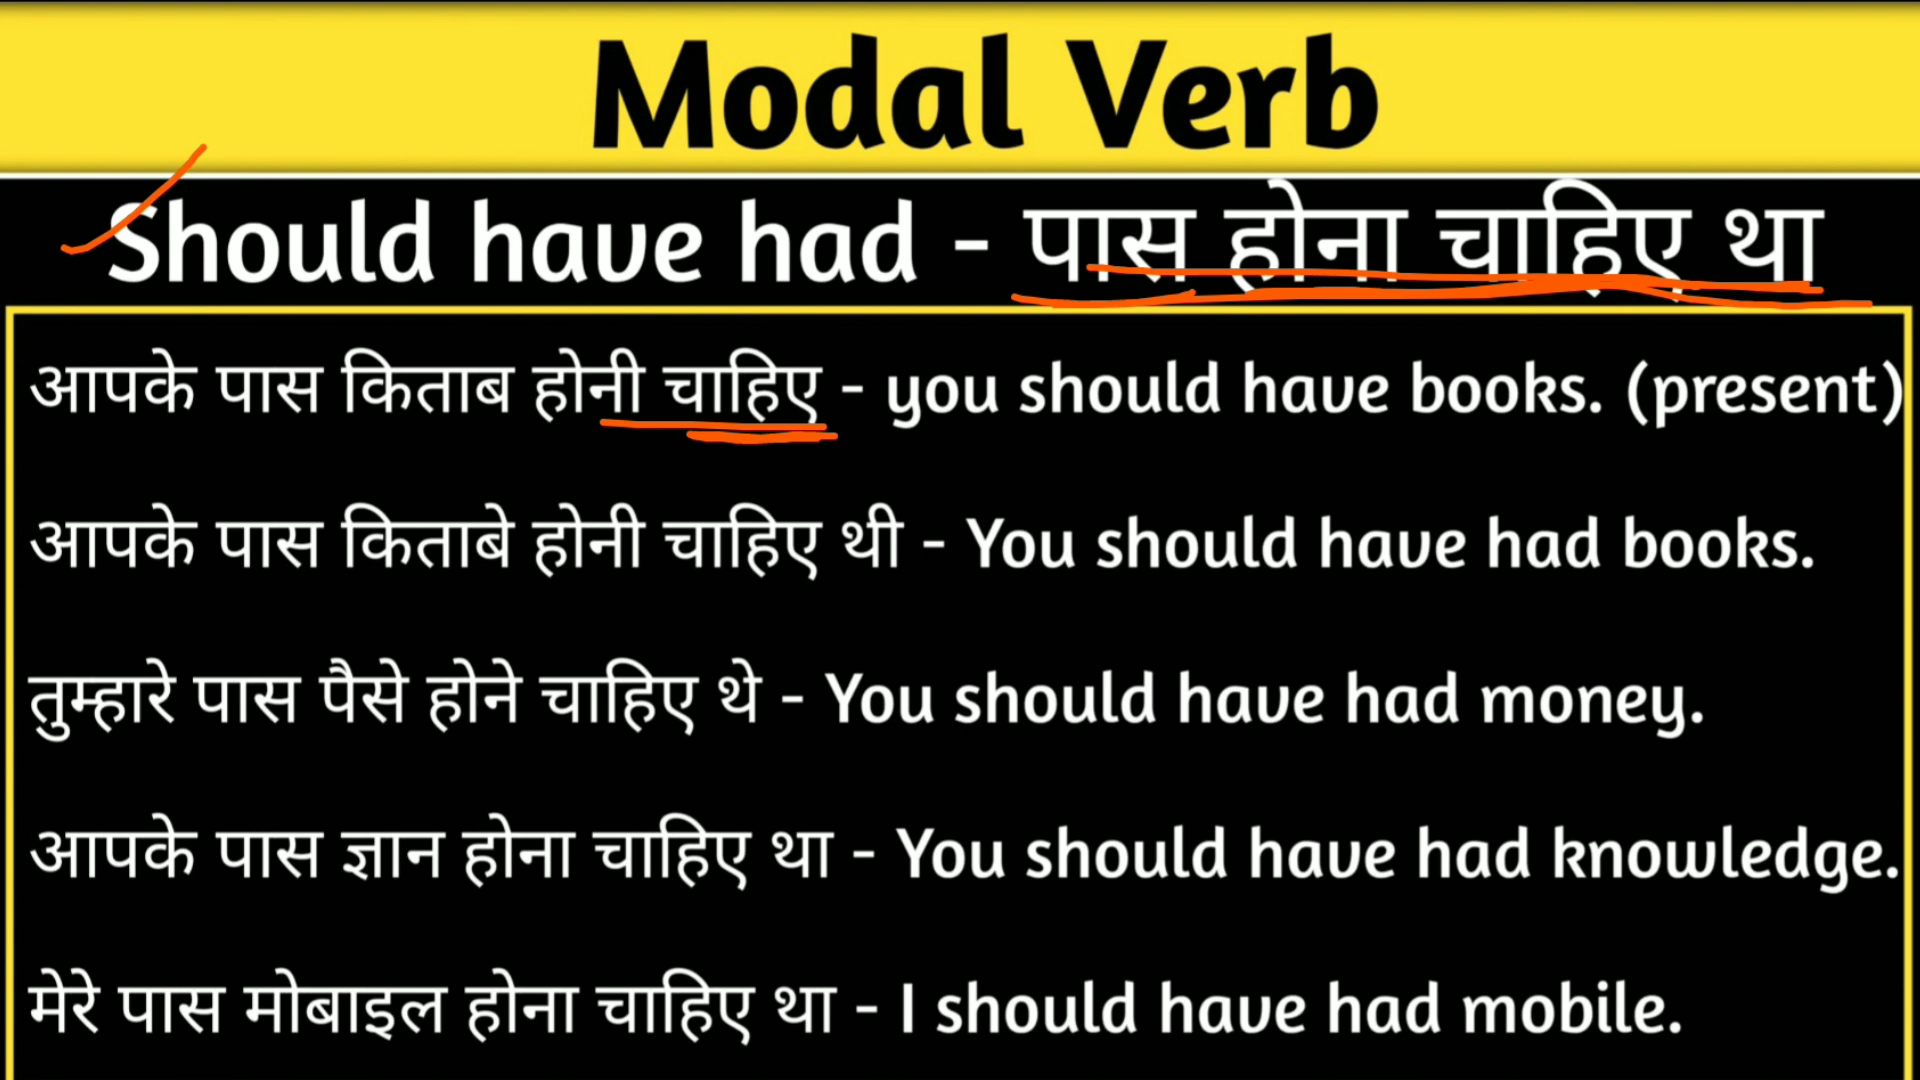 Modal Verb
Should have had - पास होना चाहिए था
आपके पास किताब होनी चाहिए - you should have books. (present)
आपके पास किताबे होनी चाहिए थी - You should have had books.
तुम्हारे पास पैसे होने चाहिए थे - You should have had money.
आपके पास ज्ञान होना चाहिए था - You should have had knowledge.
मेरे पास मोबाइल होना चाहिए था - I should have had mobile.